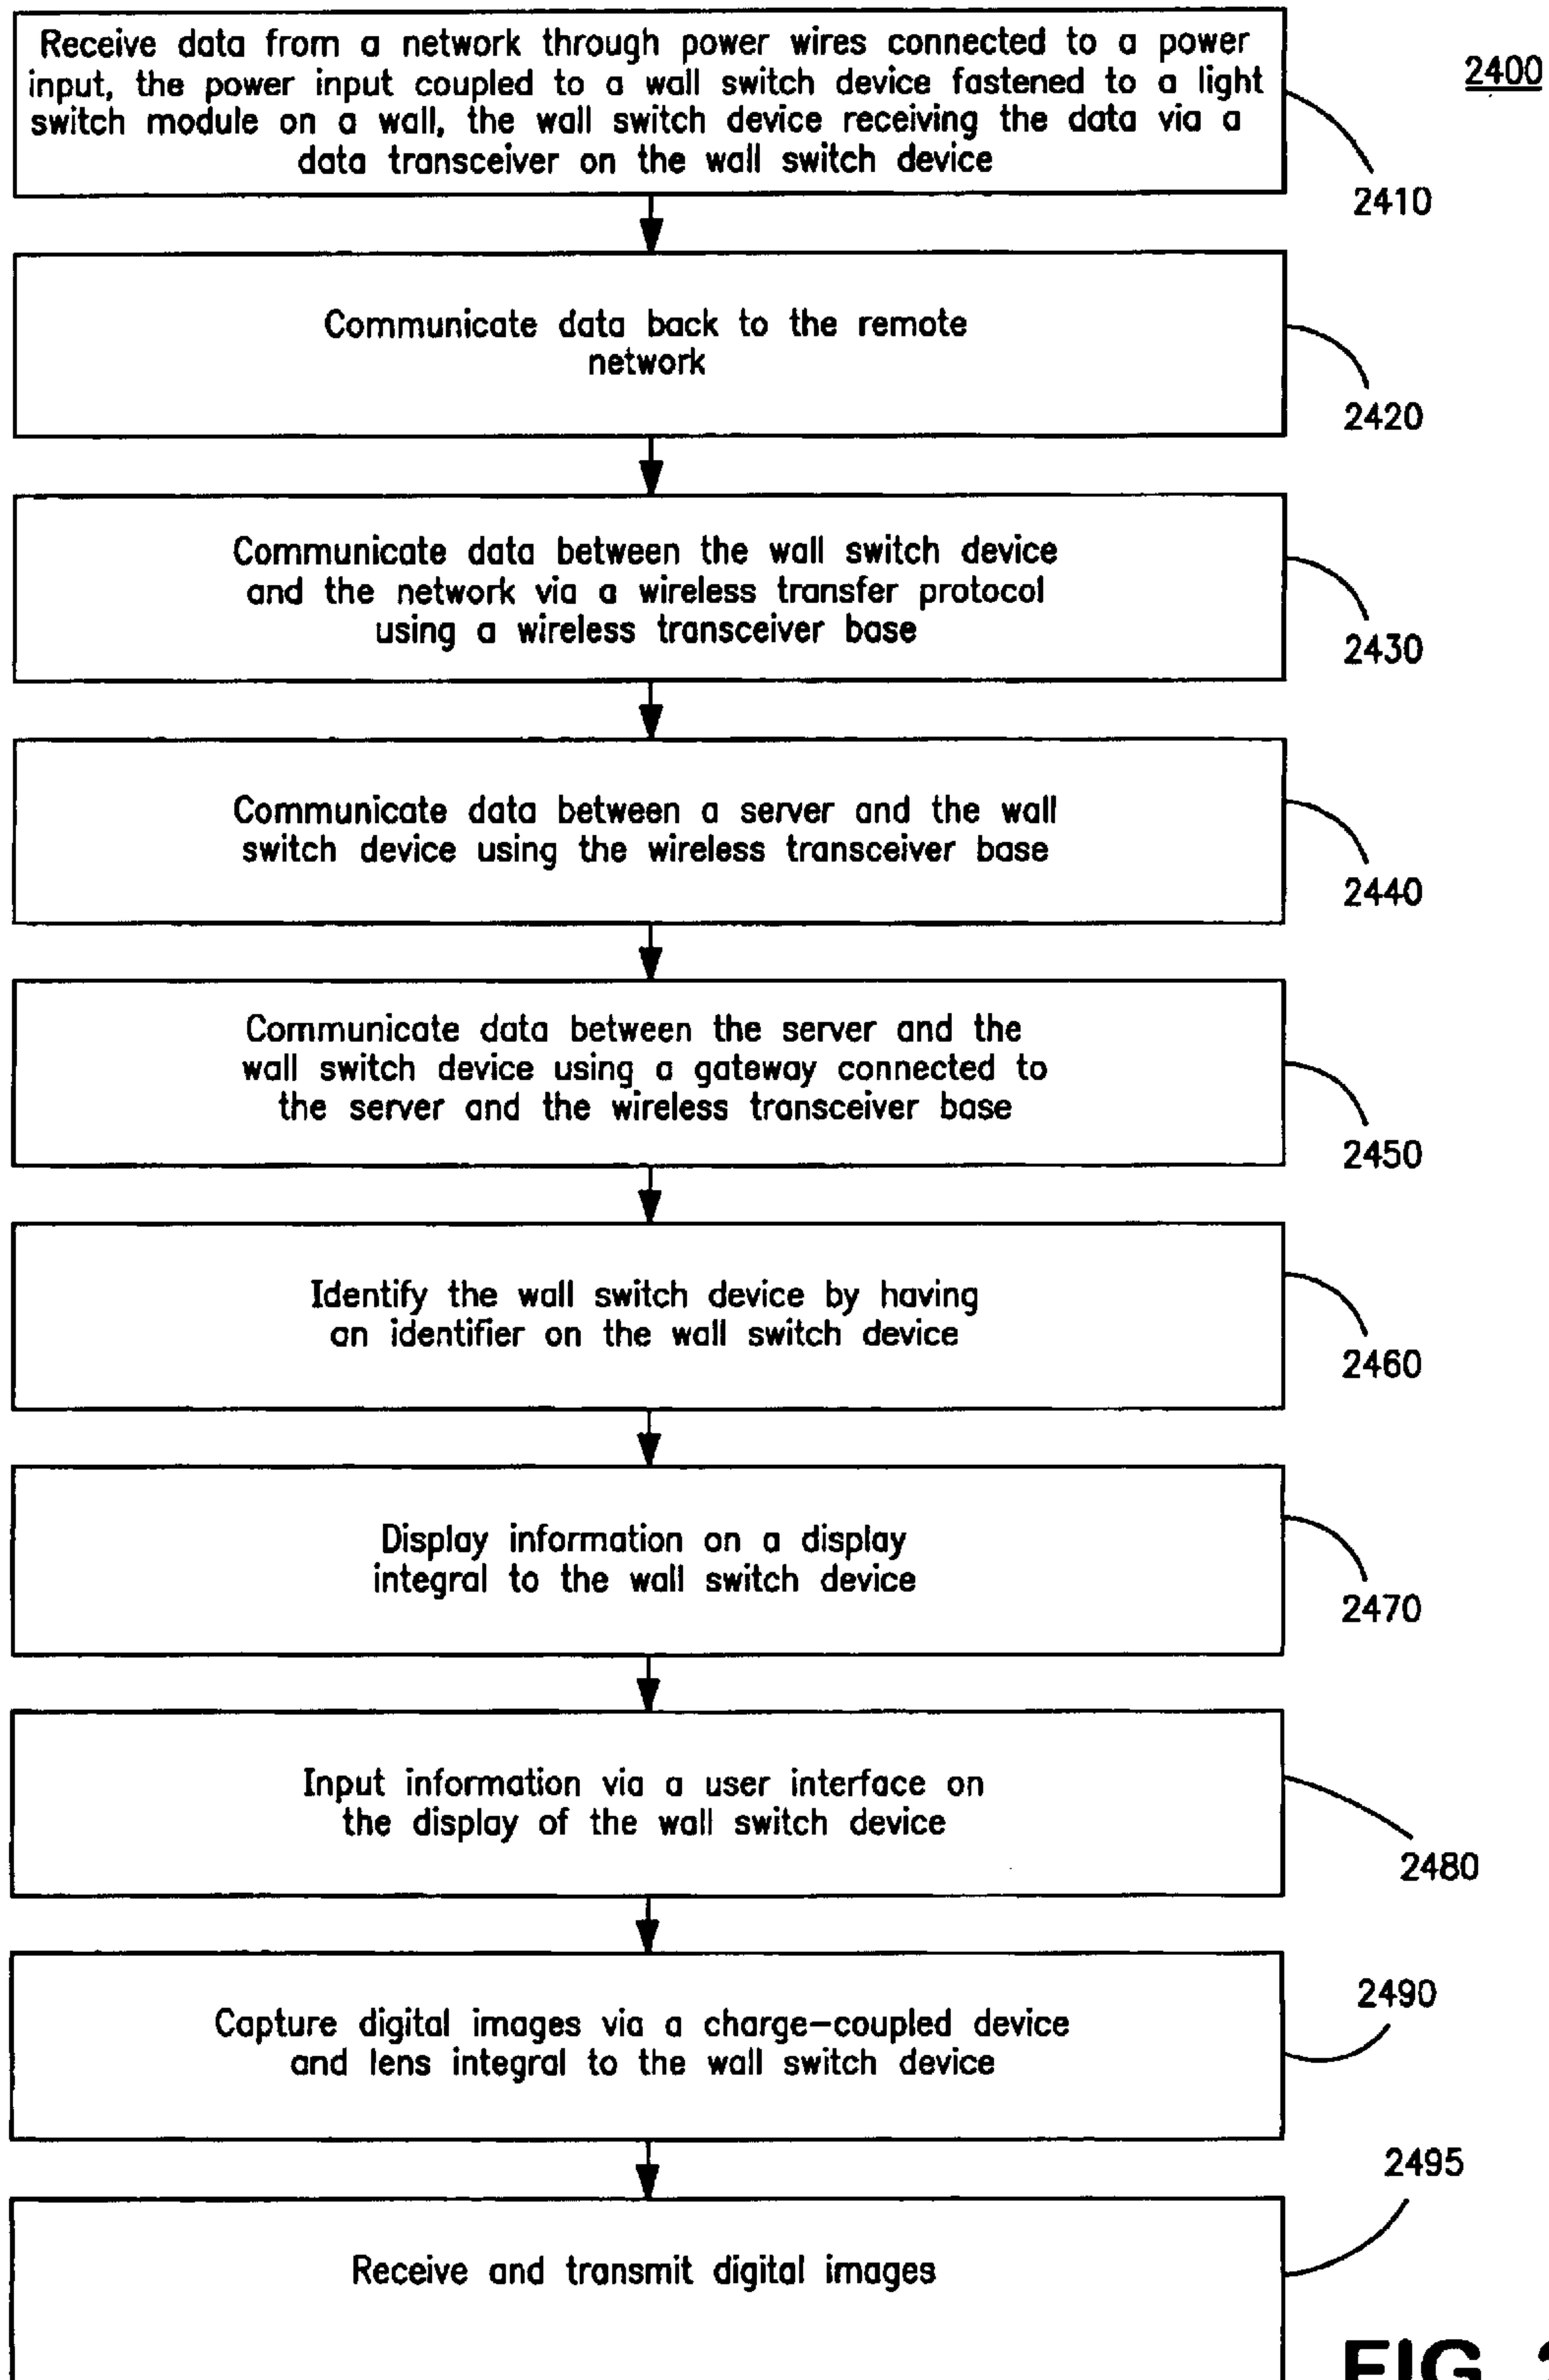 2400
Receive data from a network through power wires connected to a power
input, the power input coupled to a wall switch device fastened to a light
switch module on a wall, the wall switch device receiving the data via a
data transceiver on the wall switch device
2410
Communicate data back to the remote
network
2420
Communicate data between the wall switch device
and the network via a wireless transfer protocol
using a wireless transceiver base
2430
Communicate data between a server and the wall
switch device using the wireless transceiver base
2440
Communicate data between the server and the
wall switch device using a gateway connected to
the server and the wireless transceiver base
2450
Identify the wall switch device by having
an identifier on the wall switch device
2460
Display information on a display
integral to the wall switch device
2470
Input information via a user interface on
the display of the wall switch device
2480
Capture digital images via a charge-coupled device
and lens integral to the wall switch device
2490
Receive and transmit digital images
2495
FIG.